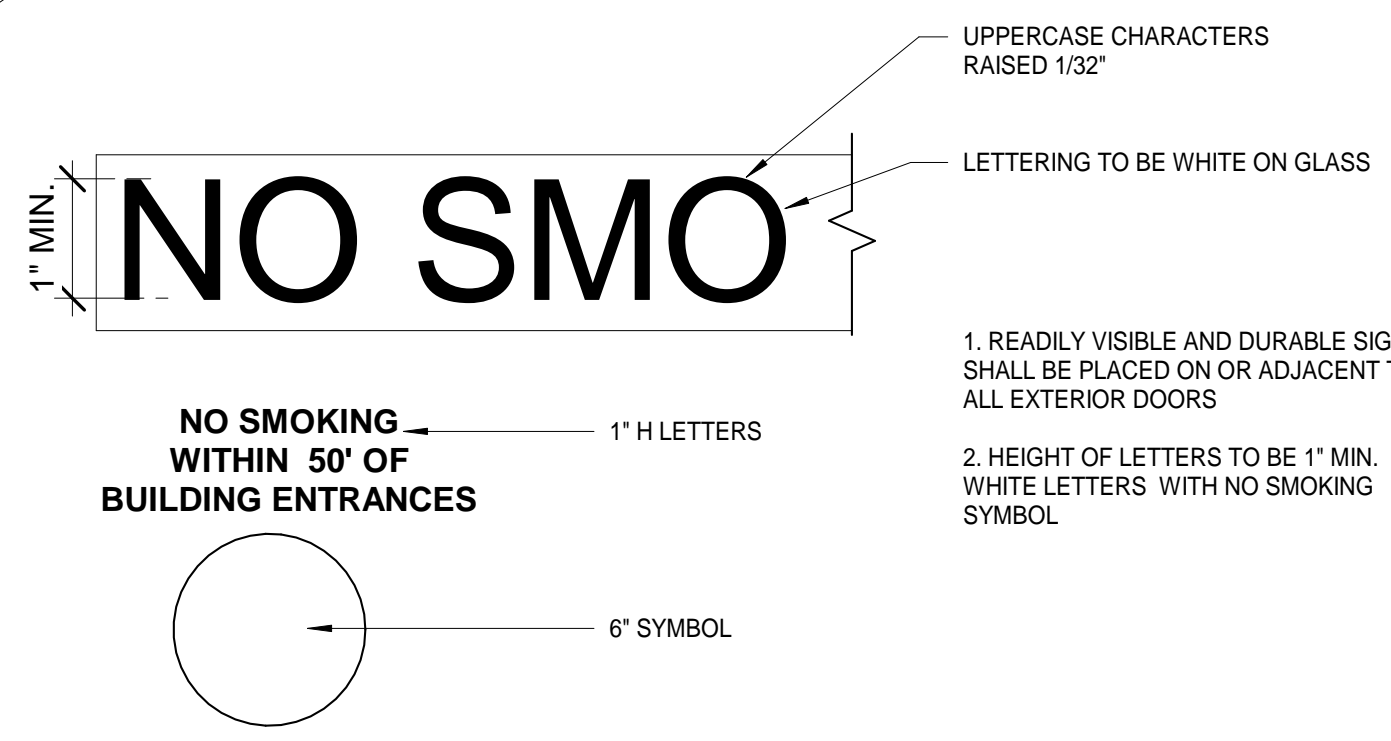 UPPERCASE CHARACTERS
RAISED 1/32"
LETTERING TO BE WHITE ON GLASS
1" MIN.
NO SMO
1. READILY VISIBLE AND DURABLE SIG
SHALL BE PLACED ON OR ADJACENT T
ALL EXTERIOR DOORS
2. HEIGHT OF LETTERS TO BE 1" MIN.
WHITE LETTERS WITH NO SMOKING
SYMBOL
NO SMOKING
WITHIN 50' OF
BUILDING ENTRANCES
1" H LETTERS
6" SYMBOL